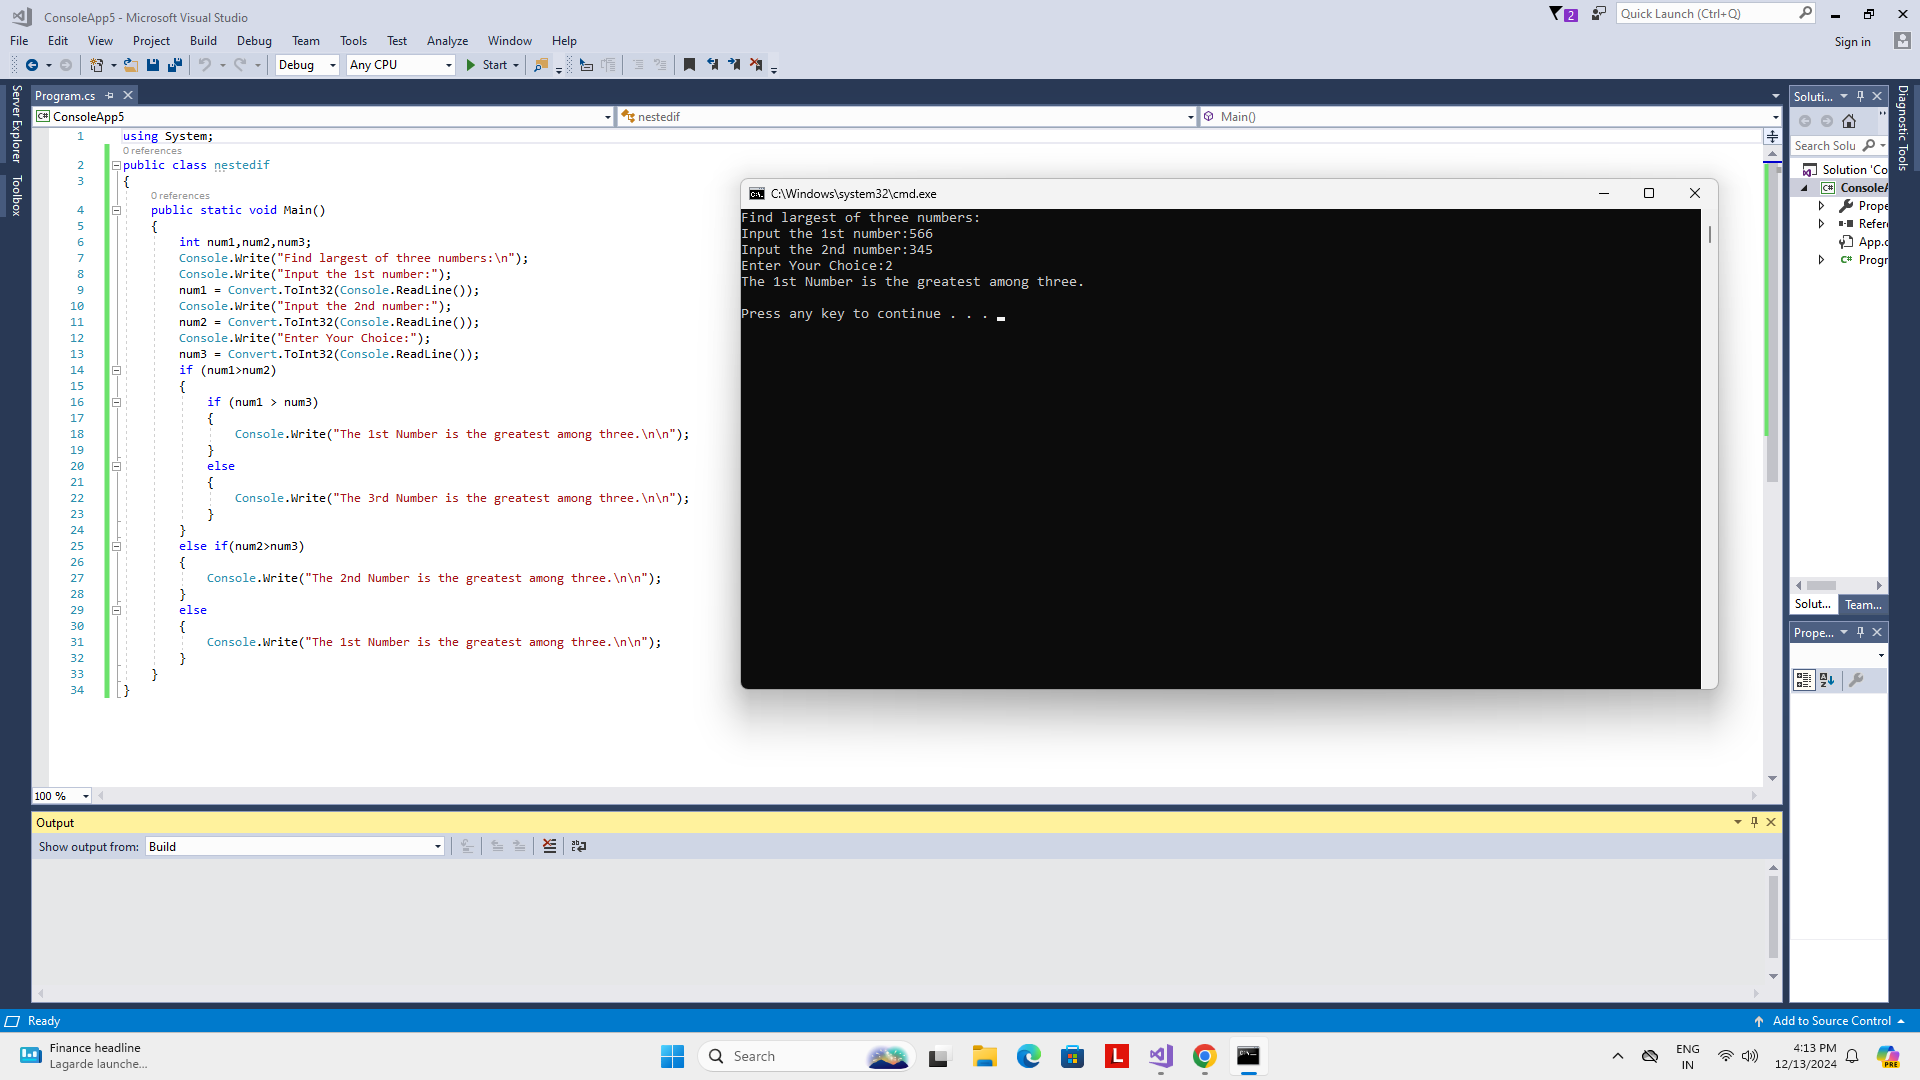 ConsoleApp5 - Microsoft Visual Studio
2
Quick Launch (Ctrl+Q)
File Edit View Project Build Debug Team Tools Test Analyze Window Help
Sign in
Debug Any CPU Start
Server Explorer
Toolbox
Program.cs
ConsoleApp5 nestedif Main()
1 using System;
0 references
2 public class nestedif
3 {
0 references
4 public static void Main()
5 {
6 int num1,num2,num3;
7 Console.Write("Find largest of three numbers:\n");
8 Console.Write("Input the 1st number:");
9 num1 = Convert.ToInt32(Console.ReadLine());
10 Console.Write("Input the 2nd number:");
11 num2 = Convert.ToInt32(Console.ReadLine());
12 Console.Write("Enter Your Choice:");
13 num3 = Convert.ToInt32(Console.ReadLine());
14 if (num1>num2)
15 {
16 if (num1 > num3)
17 {
18 Console.Write("The 1st Number is the greatest among three.\n\n");
19 }
20 else
21 {
22 Console.Write("The 3rd Number is the greatest among three.\n\n");
23 }
24 }
25 else if(num2>num3)
26 {
27 Console.Write("The 2nd Number is the greatest among three.\n\n");
28 }
29 else
30 {
31 Console.Write("The 1st Number is the greatest among three.\n\n");
32 }
33 }
34 }
100 %
C:\Windows\system32\cmd.exe
Find largest of three numbers:
Input the 1st number:566
Input the 2nd number:345
Enter Your Choice:2
The 1st Number is the greatest among three.
Press any key to continue . . .
Soluti...
Search Solu
Solution 'Co
C# ConsoleA
Prope
Refer
App.c
C# Progr
Solut... Team...
Prope...
Diagnostic Tools
Output
Show output from: Build
Ready
Add to Source Control
Finance headline
Lagarde launche...
Search
ENG
IN
4:13 PM
12/13/2024